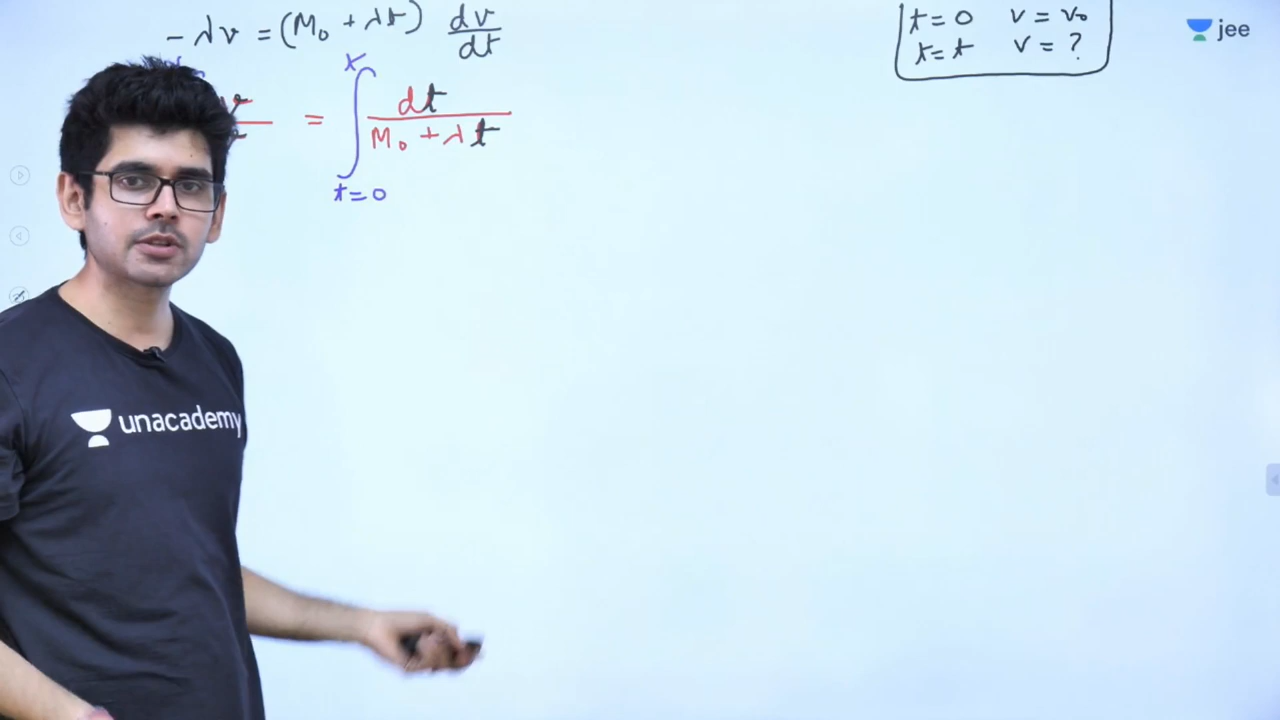 - λv = (M₀ + λt) dv/dt
= ∫ dt / M₀ + λt
t
t = 0
t = 0 v = v₀
t = t v = ?
jee
unacademy